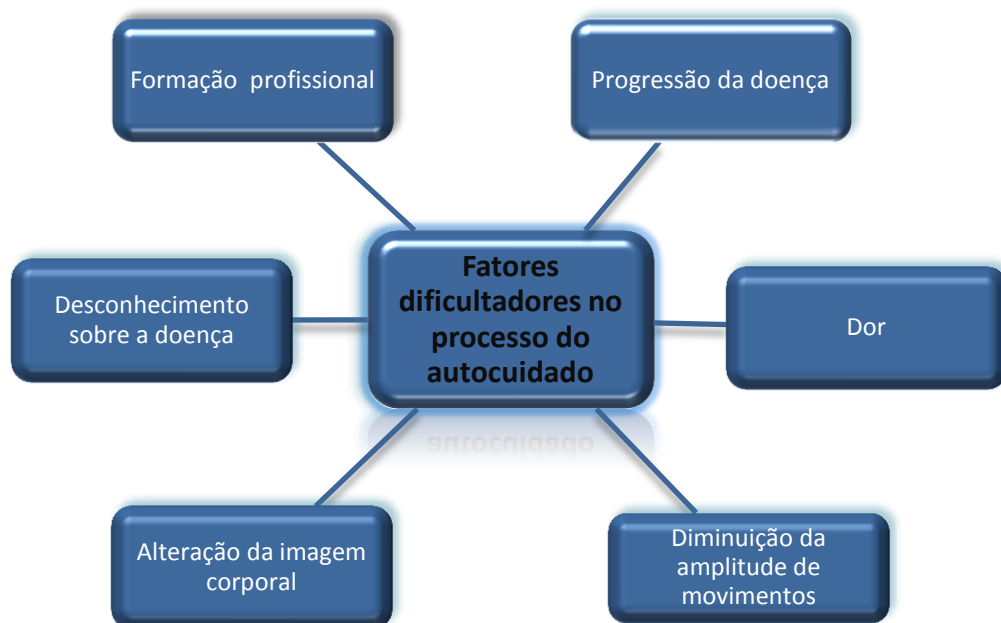 Formação profissional
Progressão da doença
Fatores
dificultadores no
processo do
autocuidado
Desconhecimento
sobre a doença
Dor
Alteração da imagem
corporal
Diminuição da
amplitude de
movimentos